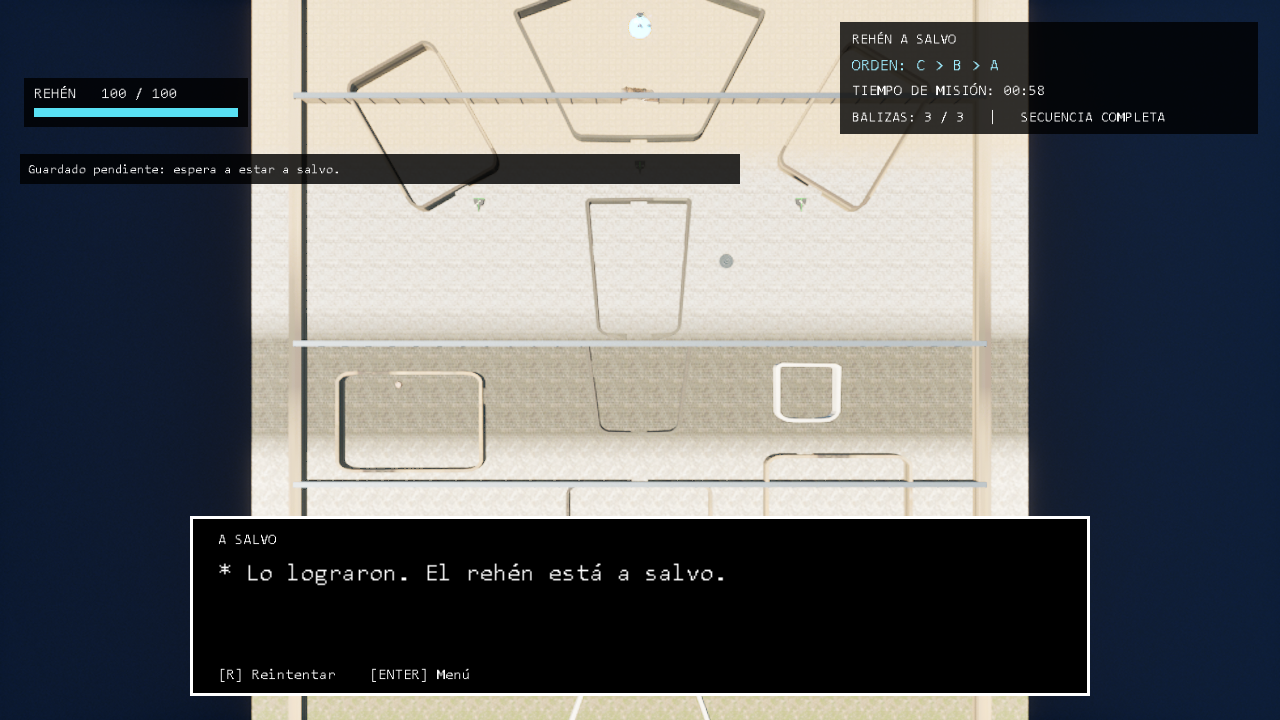 REHÉN 100 / 100
REHÉN A SALVO
ORDEN: C > B > A
TIEMPO DE MISIÓN: 00:58
BALIZAS: 3 / 3 | SECUENCIA COMPLETA
Guardado pendiente: espera a estar a salvo.
A SALVO
* Lo lograron. El rehén está a salvo.
[R] Reintentar [ENTER] Menú